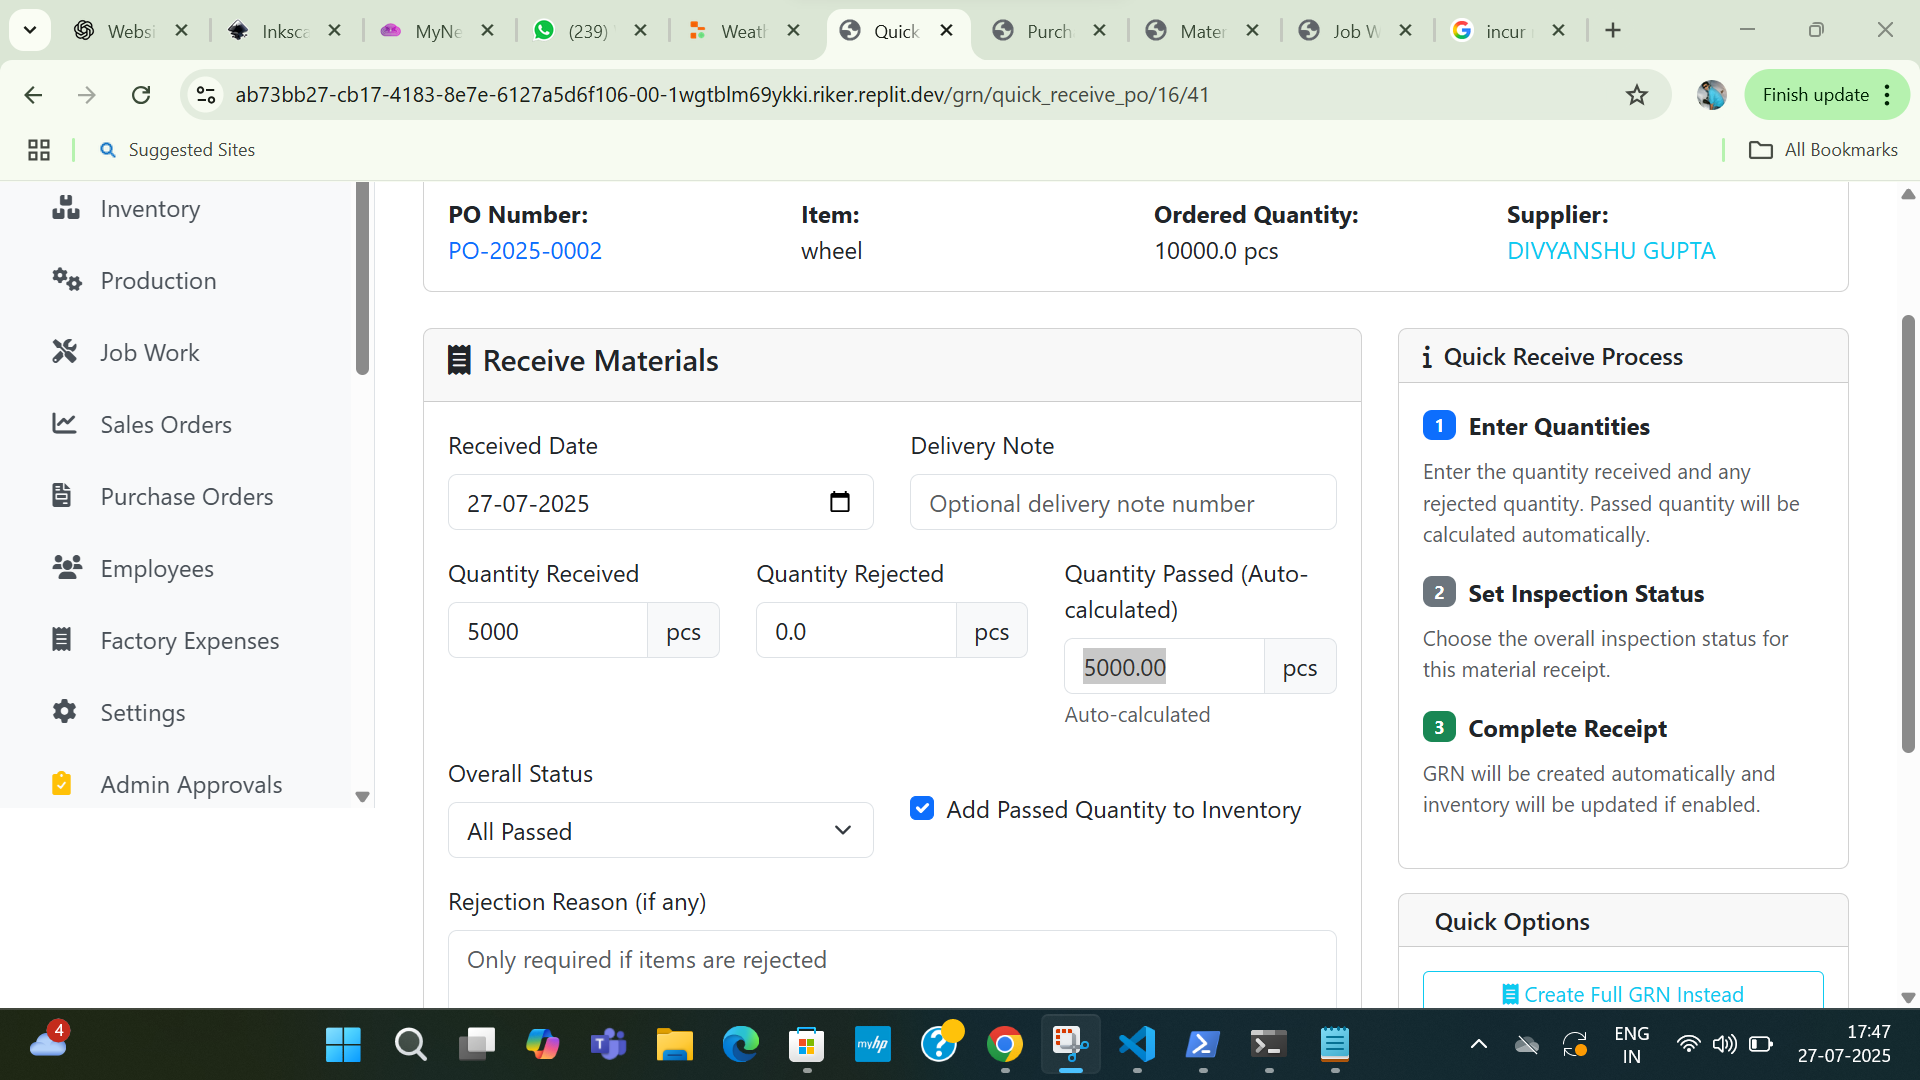 Websi
Inksca
MyNe
(239)
Weath
Quick
Purch
Mater
Job W
incur
ab73bb27-cb17-4183-8e7e-6127a5d6f106-00-1wgtblm69ykki.riker.replit.dev/grn/quick_receive_po/16/41
Finish update
Suggested Sites
All Bookmarks
Inventory
Production
Job Work
Sales Orders
Purchase Orders
Employees
Factory Expenses
Settings
Admin Approvals
PO Number:
PO-2025-0002
Item:
wheel
Ordered Quantity:
10000.0 pcs
Supplier:
DIVYANSHU GUPTA
Receive Materials
Received Date
27-07-2025
Delivery Note
Optional delivery note number
Quantity Received
5000 pcs
Quantity Rejected
0.0 pcs
Quantity Passed (Auto-
calculated)
5000.00 pcs
Auto-calculated
Overall Status
All Passed
Add Passed Quantity to Inventory
Rejection Reason (if any)
Only required if items are rejected
Quick Receive Process
1 Enter Quantities
Enter the quantity received and any
rejected quantity. Passed quantity will be
calculated automatically.
2 Set Inspection Status
Choose the overall inspection status for
this material receipt.
3 Complete Receipt
GRN will be created automatically and
inventory will be updated if enabled.
Quick Options
Create Full GRN Instead
4
myhp
ENG
IN
17:47
27-07-2025